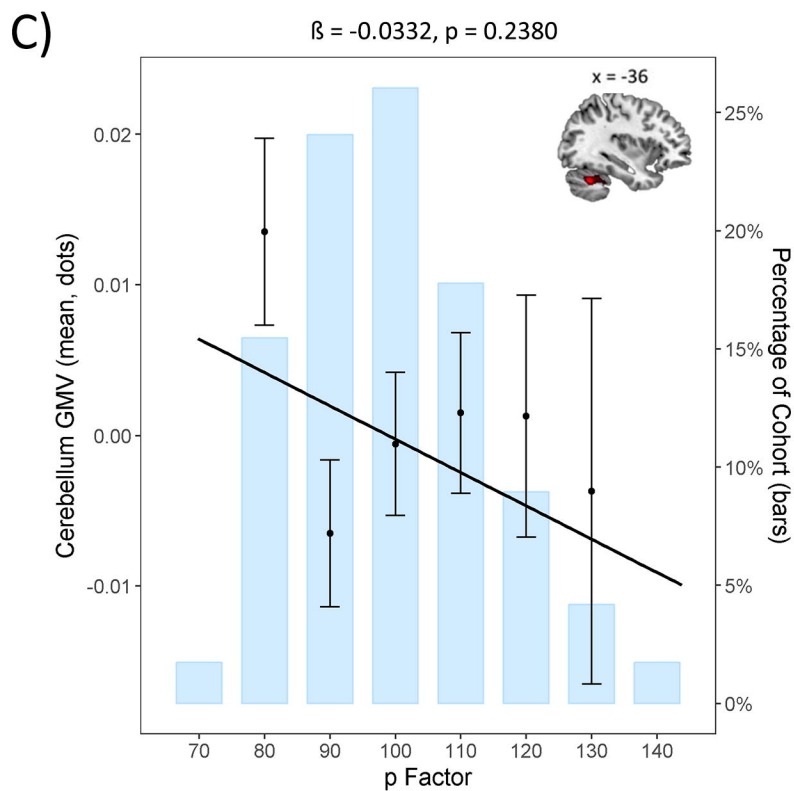 C)
ß = -0.0332, p = 0.2380
x = -36
Cerebellum GMV (mean, dots)
0.02
0.01
0.00
-0.01
25%
20%
15%
10%
5%
0%
Percentage of Cohort (bars)
70 80 90 100 110 120 130 140
p Factor